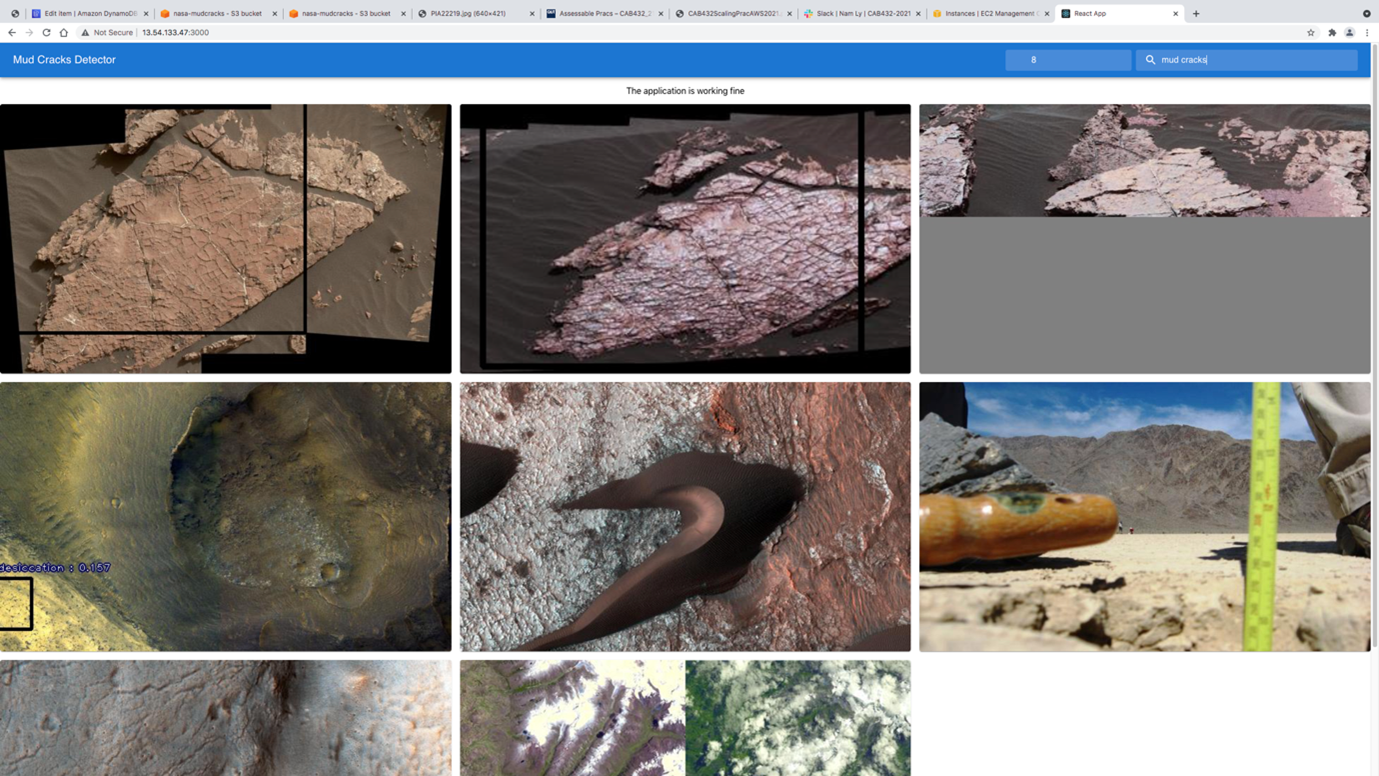 Edit Item | Amazon DynamoDB
nasa-mudcracks - S3 bucket
nasa-mudcracks - S3 bucket
PIA22219.jpg (640×421)
Assessable Pracs – CAB432_2
CAB432ScalingPracAWS2021.
Slack | Nam Ly | CAB432-2021
Instances | EC2 Management
React App
Not Secure | 13.54.133.47:3000
Mud Cracks Detector
8
mud cracks
The application is working fine
desiccation : 0.157